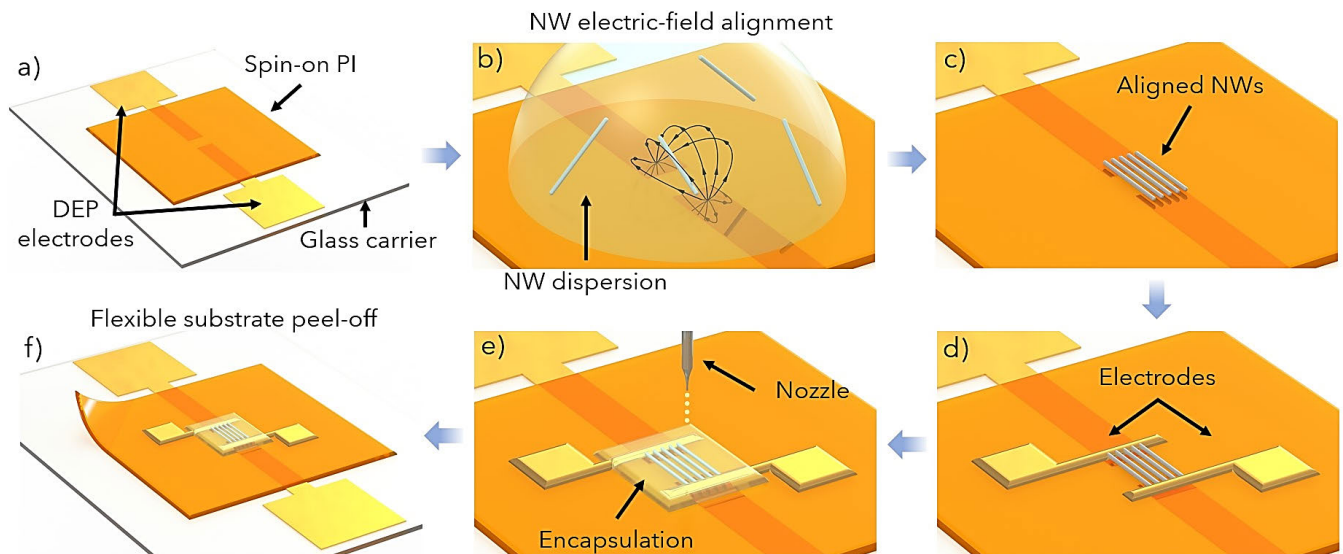 NW electric-field alignment
a)
Spin-on PI
DEP
electrodes
Glass carrier
b)
NW dispersion
c)
Aligned NWs
d)
Electrodes
e)
Nozzle
Encapsulation
Flexible substrate peel-off
f)